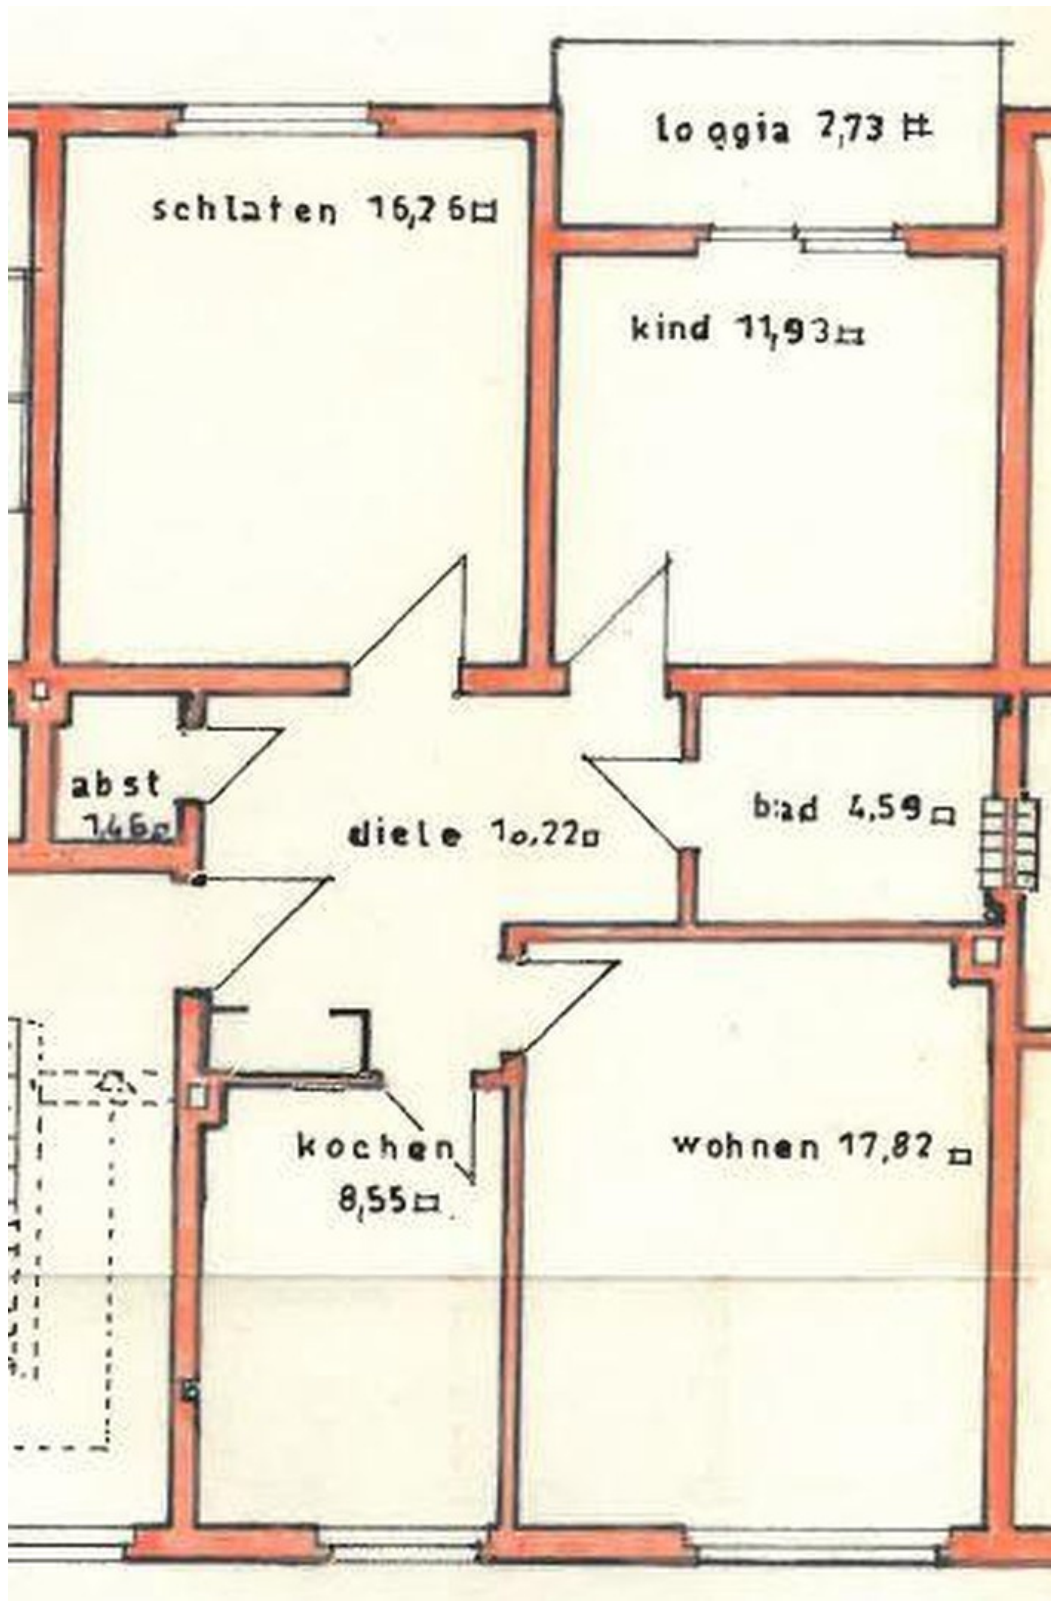 loggia 2,73 ⌗
schlafen 16,26 □
kind 11,93 □
abst
1,46 □
diele 10,22 □
bad 4,59 □
kochen
8,55 □
wohnen 17,82 □